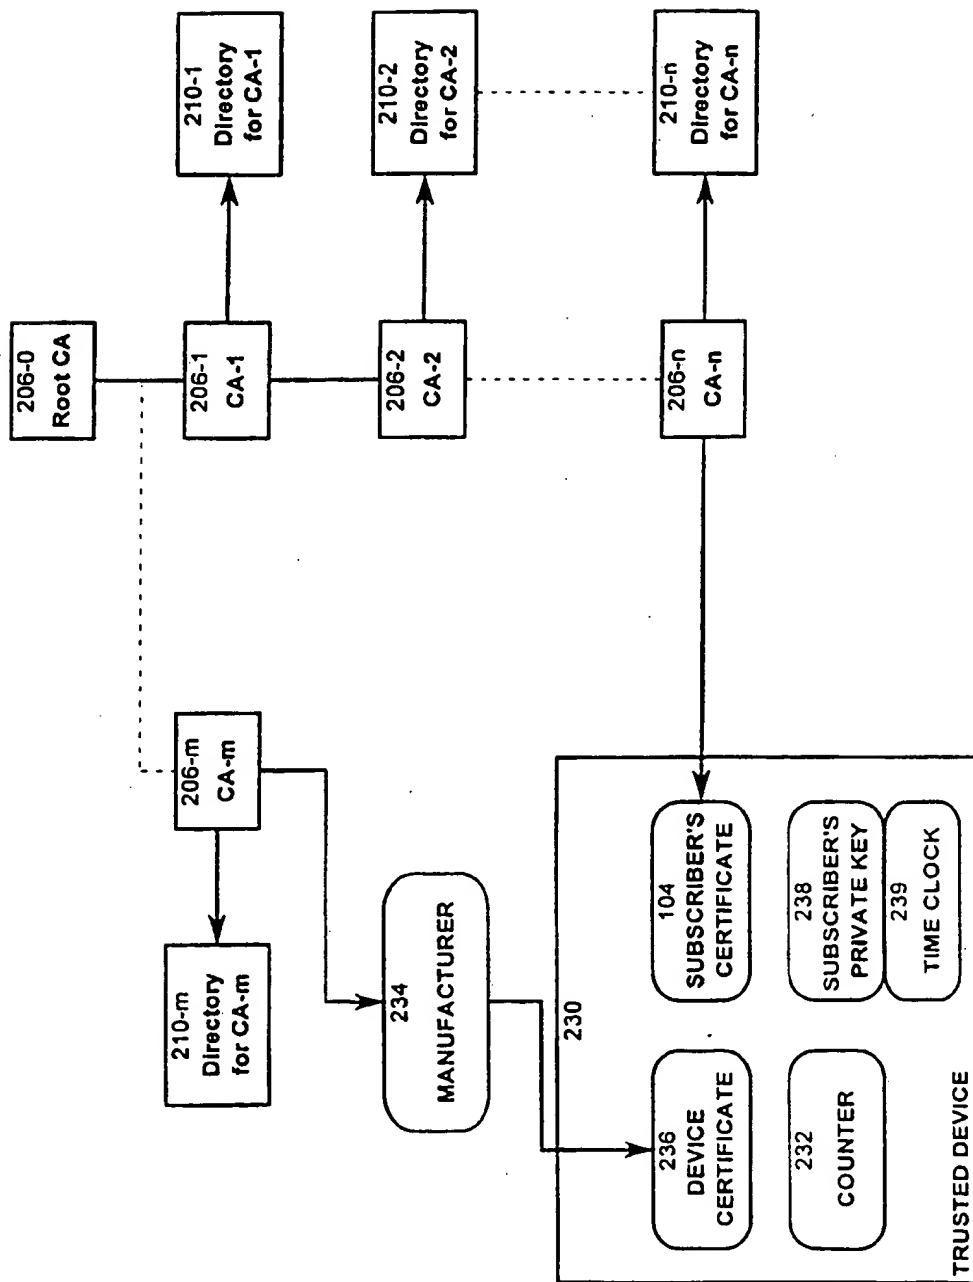 206-0
Root CA
206-1
CA-1
210-1
Directory
for CA-1
206-2
CA-2
210-2
Directory
for CA-2
206-n
CA-n
210-n
Directory
for CA-n
206-m
CA-m
210-m
Directory
for CA-m
234
MANUFACTURER
230
236
DEVICE
CERTIFICATE
104
SUBSCRIBER'S
CERTIFICATE
232
COUNTER
238
SUBSCRIBER'S
PRIVATE KEY
239
TIME CLOCK
TRUSTED DEVICE